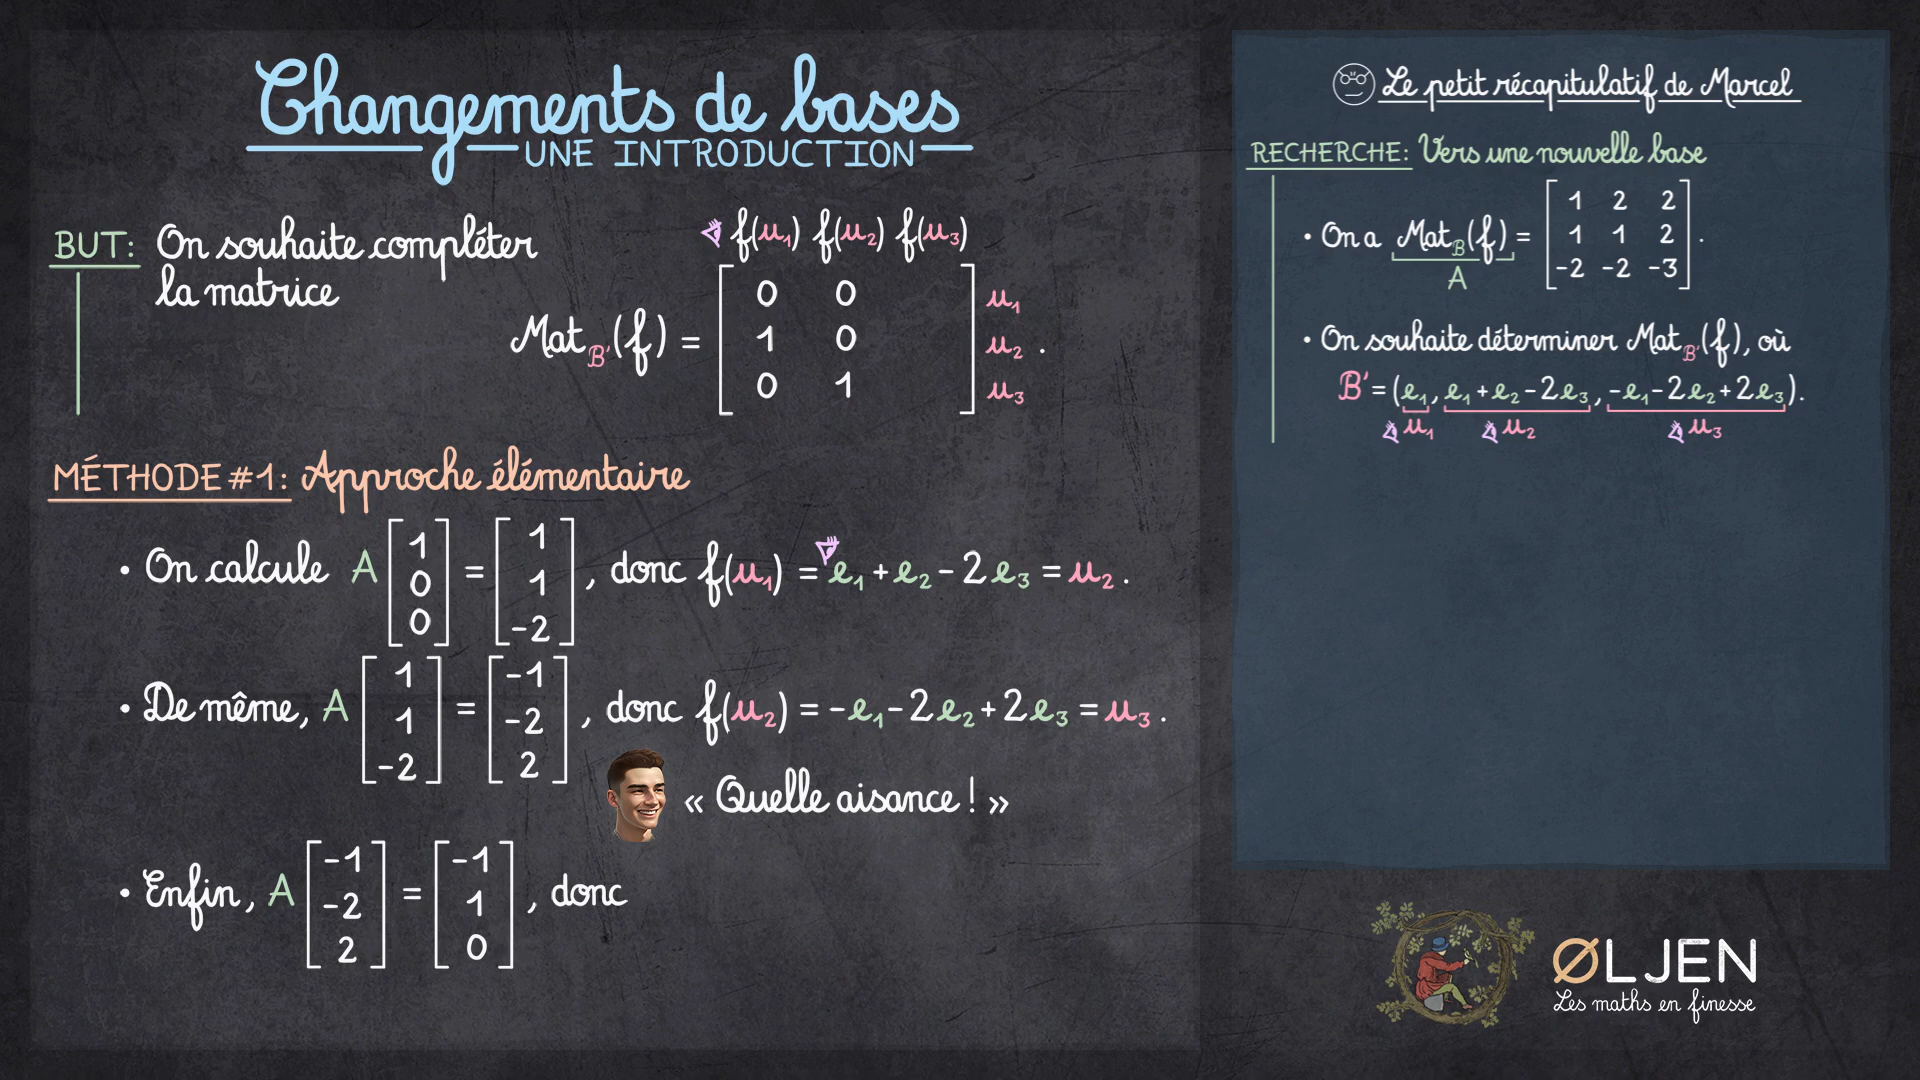 Changements de bases
UNE INTRODUCTION
BUT: On souhaite compléter
la matrice
f(u₁) f(u₂) f(u₃)
Mat_B'(f) = [0 0
1 0
0 1] u₁
u₂ .
u₃
MÉTHODE #1: Approche élémentaire
• On calcule A [1 0 0] = [1 1 -2], donc f(u₁) = e₁ + e₂ - 2e₃ = u₂.
• De même, A [1 1 -2] = [-1 -2 2], donc f(u₂) = -e₁ - 2e₂ + 2e₃ = u₃.
« Quelle aisance ! »
• Enfin, A [-1 -2 2] = [-1 1 0], donc
Le petit récapitulatif de Marcel
RECHERCHE: Vers une nouvelle base
• On a Mat_B(f) = [1 2 2
1 1 2
-2 -2 -3].
A
• On souhaite déterminer Mat_B'(f), où
B' = (e₁, e₁ + e₂ - 2e₃, -e₁ - 2e₂ + 2e₃).
u₁ u₂ u₃
ØLJEN
Les maths en finesse